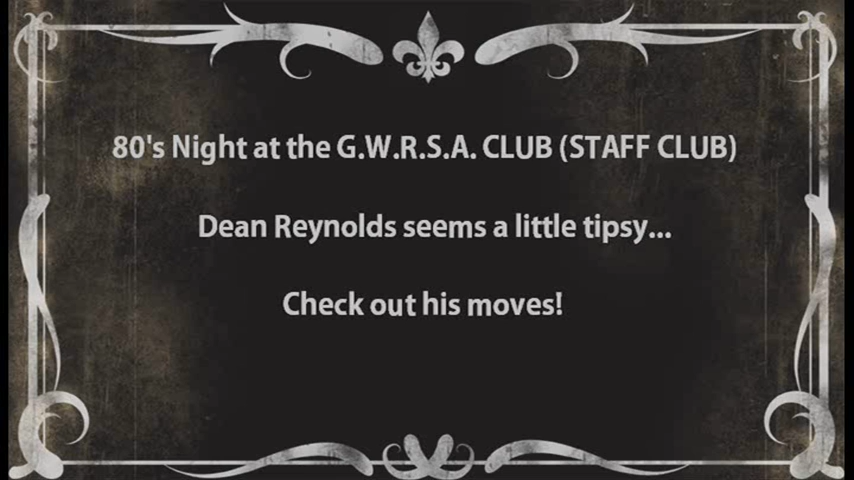 80's Night at the G.W.R.S.A. CLUB (STAFF CLUB)
Dean Reynolds seems a little tipsy...
Check out his moves!